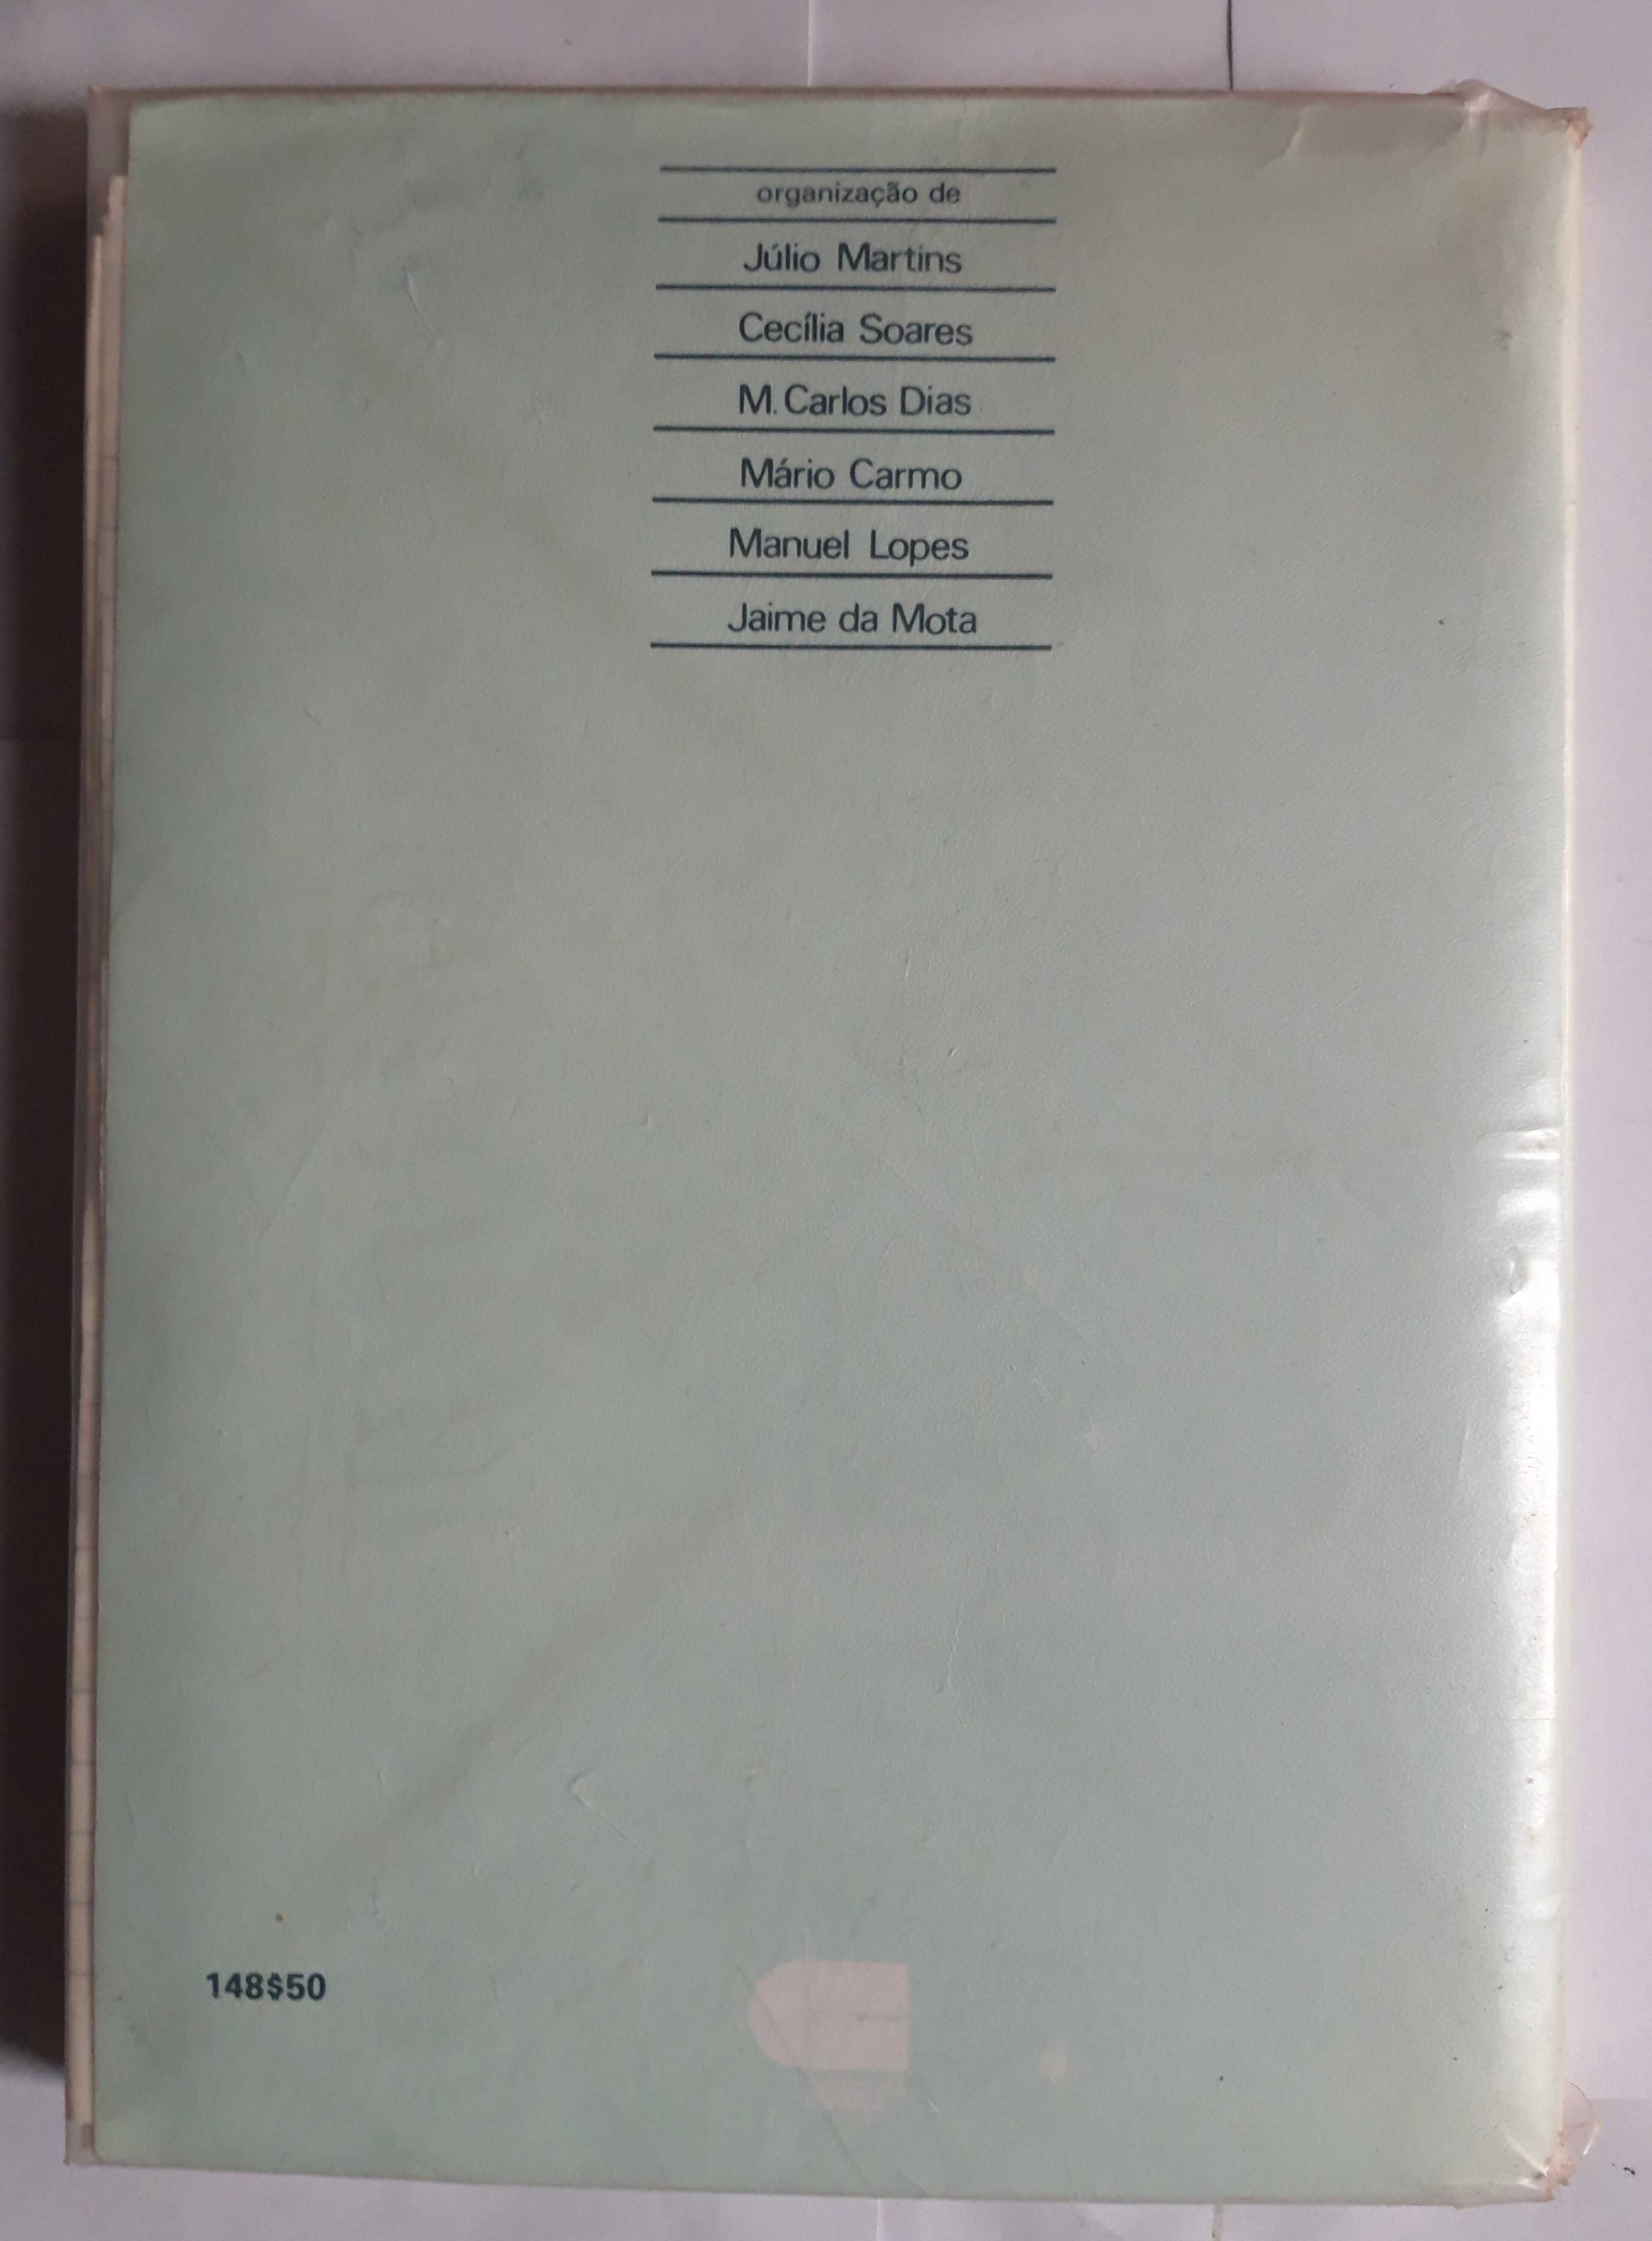 organização de
Júlio Martins
Cecília Soares
M. Carlos Dias
Mário Carmo
Manuel Lopes
Jaime da Mota
148$50